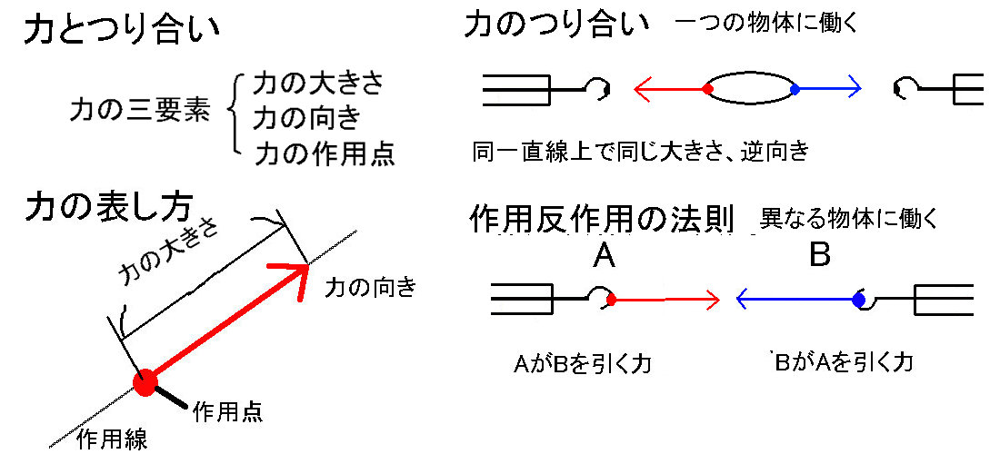 力とつり合い
力の三要素
力の大きさ
力の向き
力の作用点
力の表し方
力の大きさ
力の向き
作用点
作用線
力のつり合い 一つの物体に働く
同一直線上で同じ大きさ、逆向き
作用反作用の法則 異なる物体に働く
A B
AがBを引く力 BがAを引く力